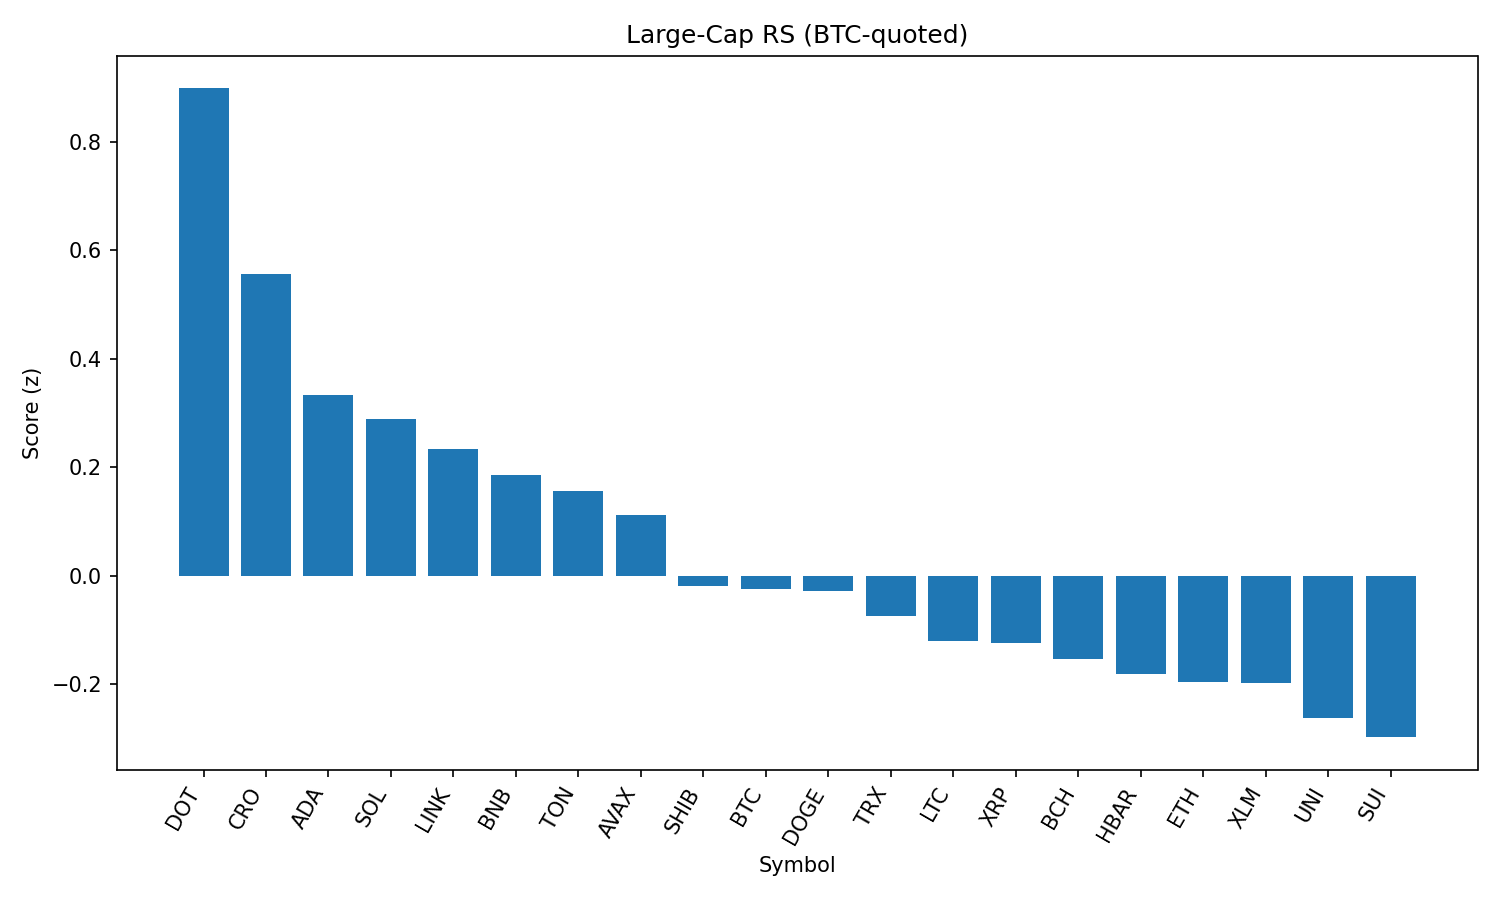 Large-Cap RS (BTC-quoted)
Score (z)
0.8
0.6
0.4
0.2
0.0
−0.2
DOT
CRO
ADA
SOL
LINK
BNB
TON
AVAX
SHIB
BTC
DOGE
TRX
LTC
XRP
BCH
HBAR
ETH
XLM
UNI
SUI
Symbol